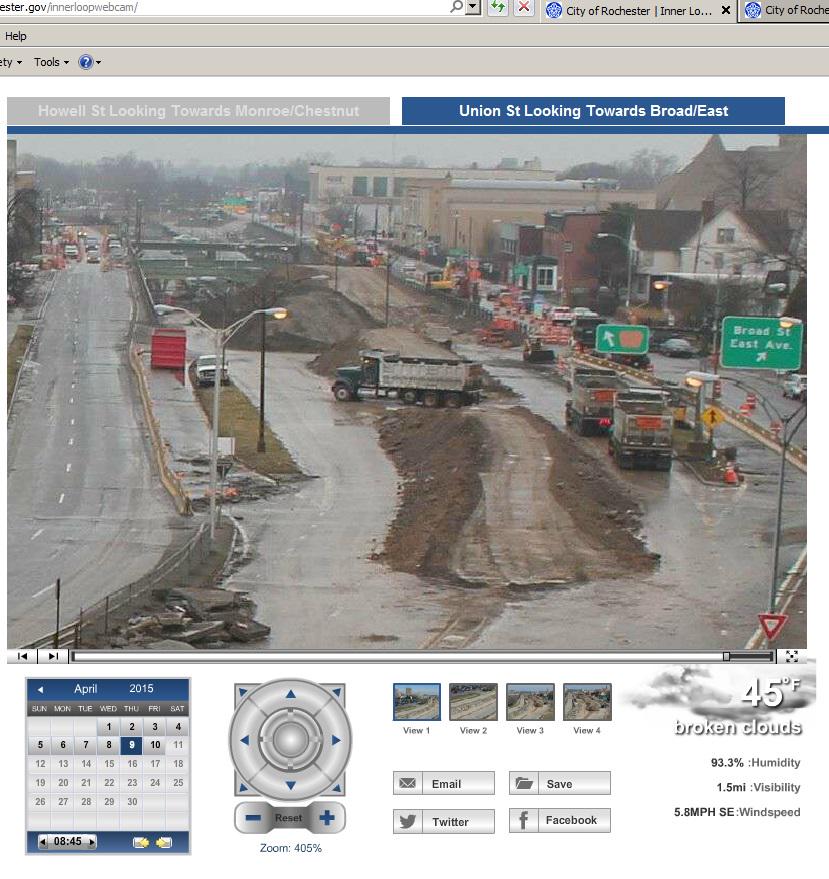 ester.gov/innerloopwebcam/
City of Rochester | Inner Lo...
City of Roche
Help
ety
Tools
Howell St Looking Towards Monroe/Chestnut
Union St Looking Towards Broad/East
Broad St
East Ave.
April 2015
SUN MON TUE WED THU FRI SAT
1 2 3 4
5 6 7 8 9 10 11
12 13 14 15 16 17 18
19 20 21 22 23 24 25
26 27 28 29 30
08:45
Reset
Zoom: 405%
View 1
View 2
View 3
View 4
Email
Save
Twitter
Facebook
45°F
broken clouds
93.3% :Humidity
1.5mi :Visibility
5.8MPH SE:Windspeed